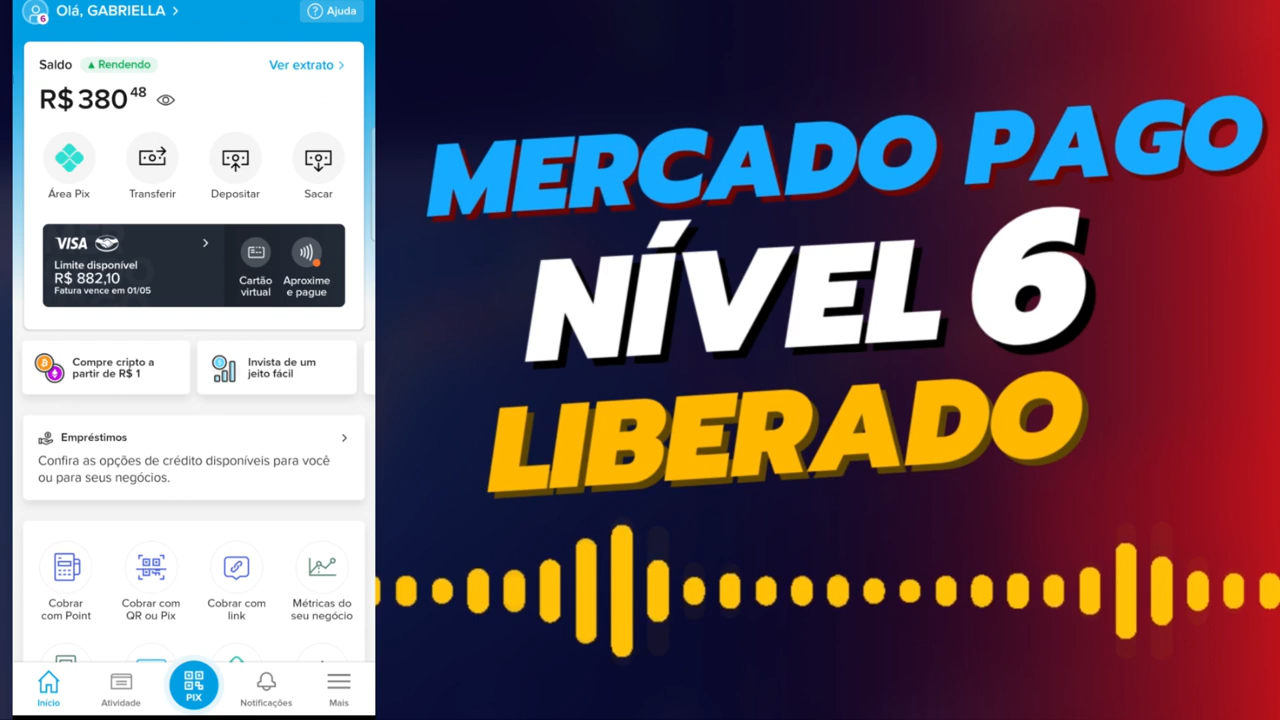 Olá, GABRIELLA
6
Ajuda
Saldo
Rendendo
Ver extrato
R$ 380 48
Área Pix
Transferir
Depositar
Sacar
VISA
Limite disponível
R$ 882,10
Fatura vence em 01/05
Cartão
virtual
Aproxime
e pague
Compre cripto a
partir de R$ 1
Invista de um
jeito fácil
Empréstimos
Confira as opções de crédito disponíveis para você
ou para seus negócios.
Cobrar
com Point
Cobrar com
QR ou Pix
Cobrar com
link
Métricas do
seu negócio
Início
Atividade
PIX
Notificações
Mais
MERCADO PAGO
NÍVEL 6
LIBERADO